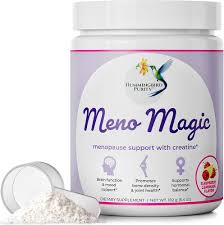 HUMMINGBIRD
PURITY
Meno Magic
menopause support with creatine*
Brain function
& mood support*
Promotes
bone density
& joint health*
Supports
hormonal
balance*
DIETARY SUPPLEMENT